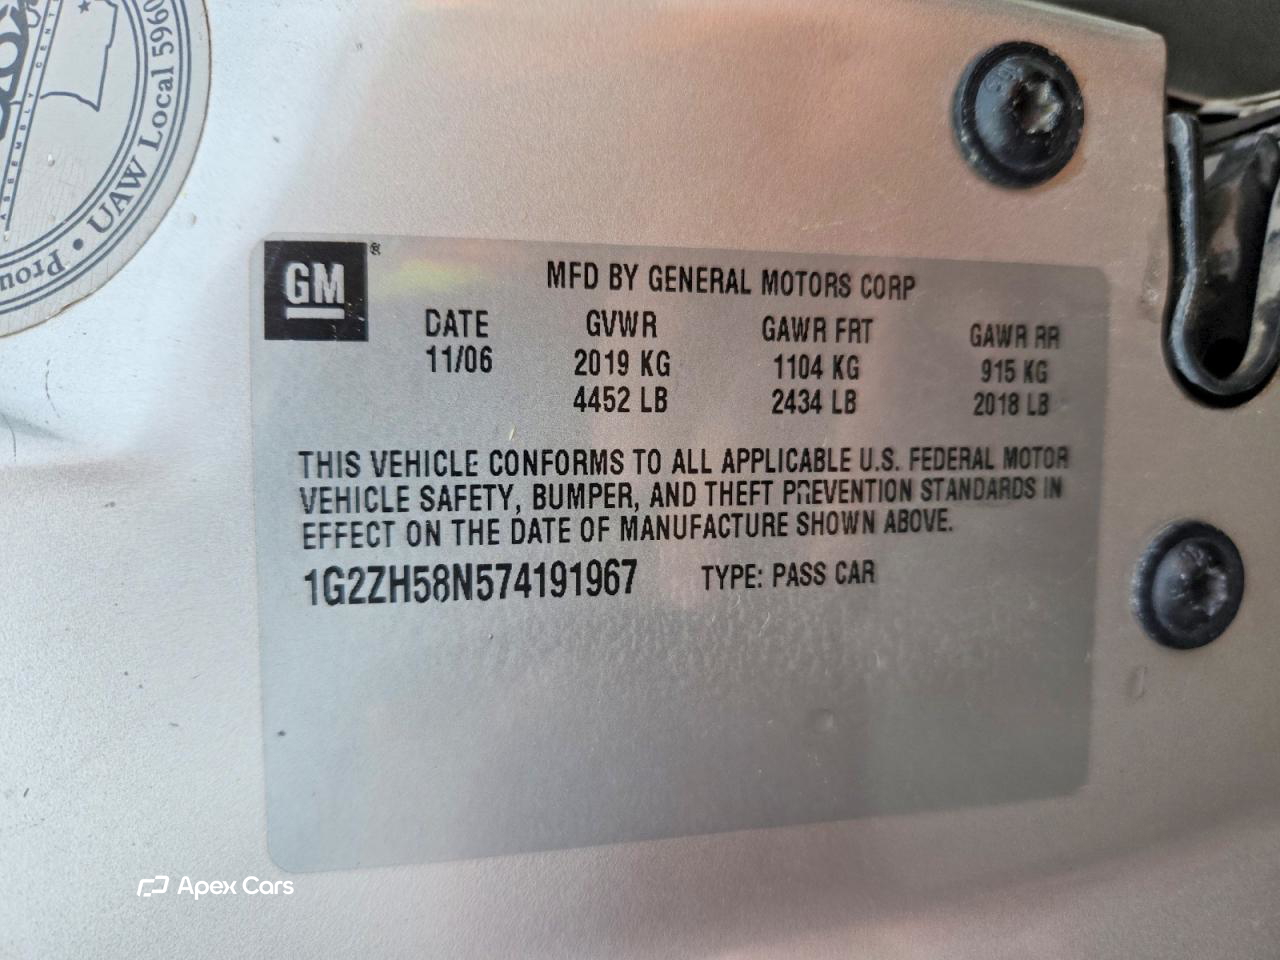 ASSEMBLY CENT
UAW Local 5960
Prou
GM®
MFD BY GENERAL MOTORS CORP
DATE GVWR GAWR FRT GAWR RR
11/06 2019 KG 1104 KG 915 KG
4452 LB 2434 LB 2018 LB
THIS VEHICLE CONFORMS TO ALL APPLICABLE U.S. FEDERAL MOTOR
VEHICLE SAFETY, BUMPER, AND THEFT PREVENTION STANDARDS IN
EFFECT ON THE DATE OF MANUFACTURE SHOWN ABOVE.
1G2ZH58N574191967 TYPE: PASS CAR
Apex Cars